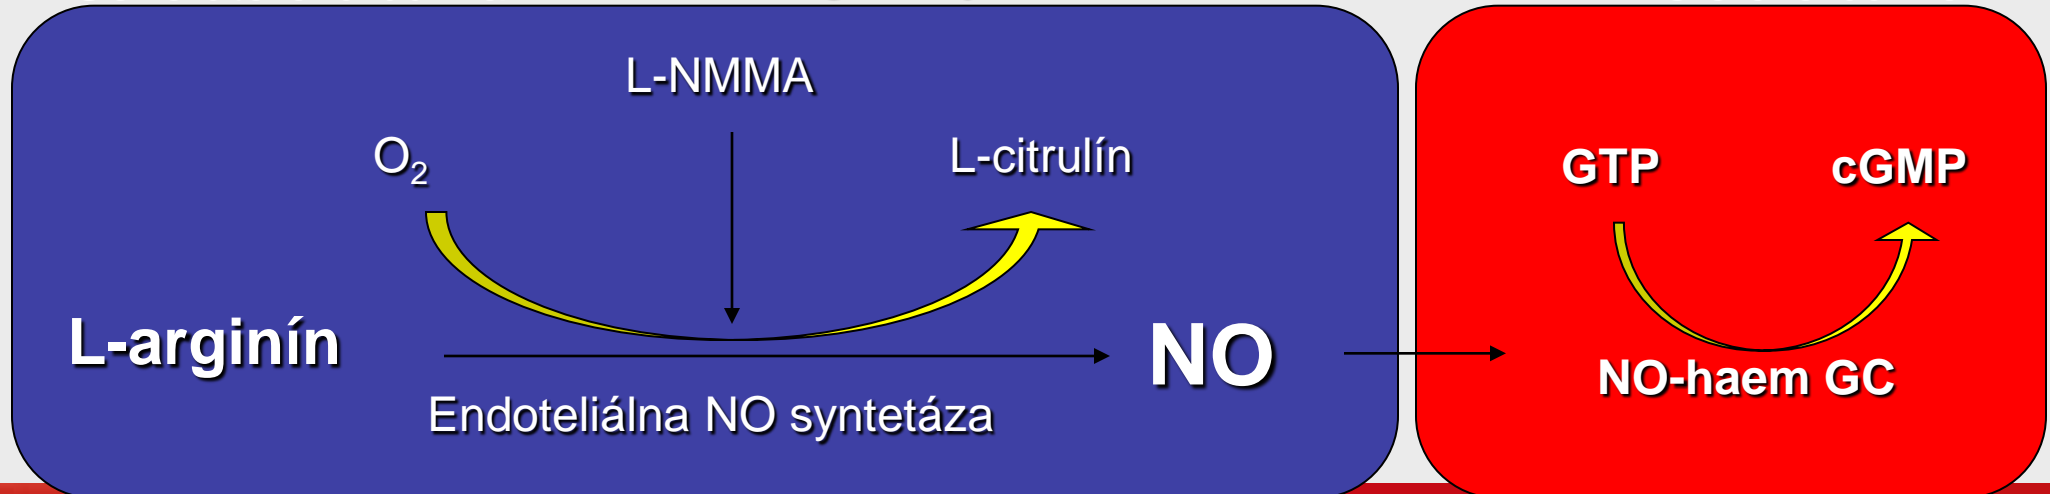 L-NMMA
O₂
L-citrulín
L-arginín
NO
Endoteliálna NO syntetáza
GTP
cGMP
NO-haem GC